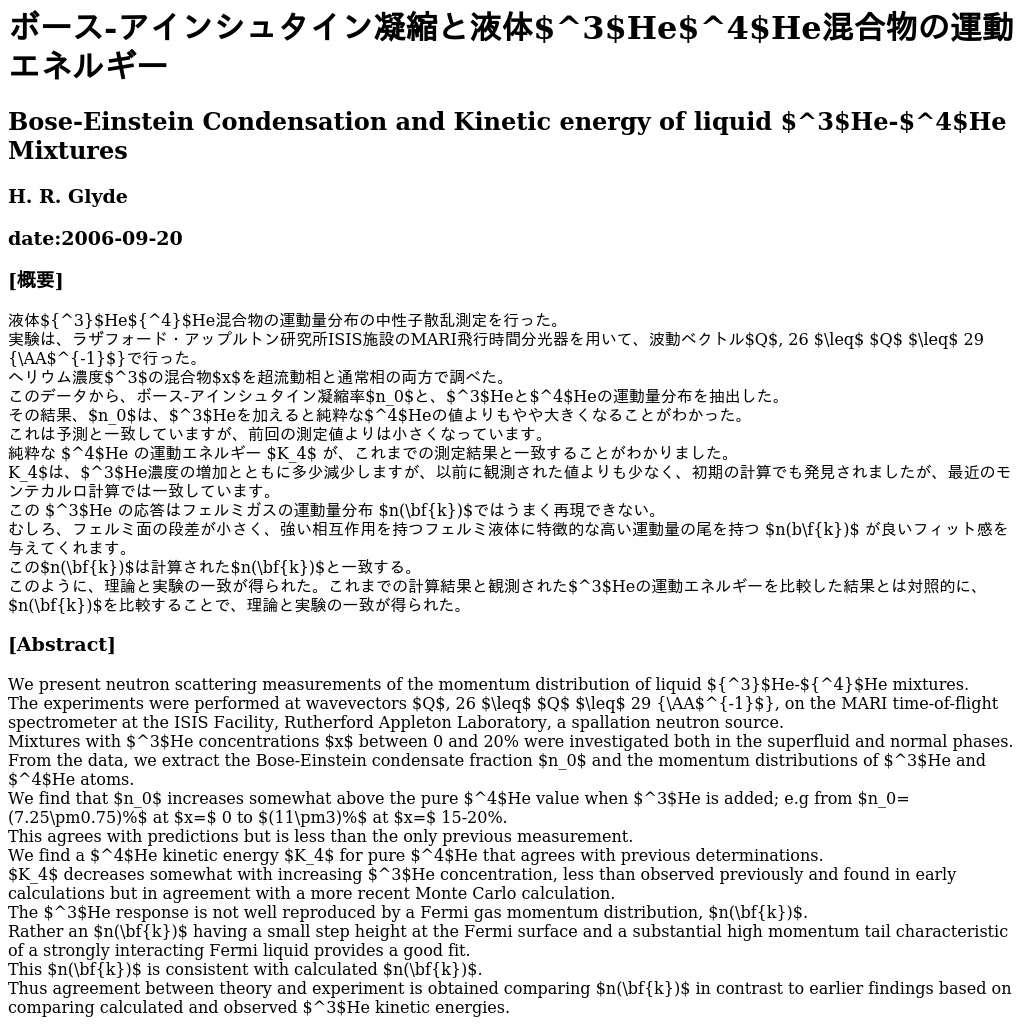 ボース-アインシュタイン凝縮と液体$^3$He$^4$He混合物の運動
エネルギー
Bose-Einstein Condensation and Kinetic energy of liquid $^3$He-$^4$He
Mixtures
H. R. Glyde
date:2006-09-20
[概要]
液体${^3}$He${^4}$He混合物の運動量分布の中性子散乱測定を行った。
実験は、ラザフォード・アップルトン研究所ISIS施設のMARI飛行時間分光器を用いて、波動ベクトル$Q$, 26 $\leq$ $Q$ $\leq$ 29
{\AA$^{-1}$}で行った。
ヘリウム濃度$^3$の混合物$x$を超流動相と通常相の両方で調べた。
このデータから、ボース-アインシュタイン凝縮率$n_0$と、$^3$Heと$^4$Heの運動量分布を抽出した。
その結果、$n_0$は、$^3$Heを加えると純粋な$^4$Heの値よりもやや大きくなることがわかった。
これは予測と一致していますが、前回の測定値よりは小さくなっています。
純粋な $^4$He の運動エネルギー $K_4$ が、これまでの測定結果と一致することがわかりました。
K_4$は、$^3$He濃度の増加とともに多少減少しますが、以前に観測された値よりも少なく、初期の計算でも発見されましたが、最近のモ
ンテカルロ計算では一致しています。
この $^3$He の応答はフェルミガスの運動量分布 $n(\bf{k})$ではうまく再現できない。
むしろ、フェルミ面の段差が小さく、強い相互作用を持つフェルミ液体に特徴的な高い運動量の尾を持つ $n(b\f{k})$ が良いフィット感を
与えてくれます。
この$n(\bf{k})$は計算された$n(\bf{k})$と一致する。
このように、理論と実験の一致が得られた。これまでの計算結果と観測された$^3$Heの運動エネルギーを比較した結果とは対照的に、
$n(\bf{k})$を比較することで、理論と実験の一致が得られた。
[Abstract]
We present neutron scattering measurements of the momentum distribution of liquid ${^3}$He-${^4}$He mixtures.
The experiments were performed at wavevectors $Q$, 26 $\leq$ $Q$ $\leq$ 29 {\AA$^{-1}$}, on the MARI time-of-flight
spectrometer at the ISIS Facility, Rutherford Appleton Laboratory, a spallation neutron source.
Mixtures with $^3$He concentrations $x$ between 0 and 20% were investigated both in the superfluid and normal phases.
From the data, we extract the Bose-Einstein condensate fraction $n_0$ and the momentum distributions of $^3$He and
$^4$He atoms.
We find that $n_0$ increases somewhat above the pure $^4$He value when $^3$He is added; e.g from $n_0=
(7.25\pm0.75)%$ at $x=$ 0 to $(11\pm3)%$ at $x=$ 15-20%.
This agrees with predictions but is less than the only previous measurement.
We find a $^4$He kinetic energy $K_4$ for pure $^4$He that agrees with previous determinations.
$K_4$ decreases somewhat with increasing $^3$He concentration, less than observed previously and found in early
calculations but in agreement with a more recent Monte Carlo calculation.
The $^3$He response is not well reproduced by a Fermi gas momentum distribution, $n(\bf{k})$.
Rather an $n(\bf{k})$ having a small step height at the Fermi surface and a substantial high momentum tail characteristic
of a strongly interacting Fermi liquid provides a good fit.
This $n(\bf{k})$ is consistent with calculated $n(\bf{k})$.
Thus agreement between theory and experiment is obtained comparing $n(\bf{k})$ in contrast to earlier findings based on
comparing calculated and observed $^3$He kinetic energies.